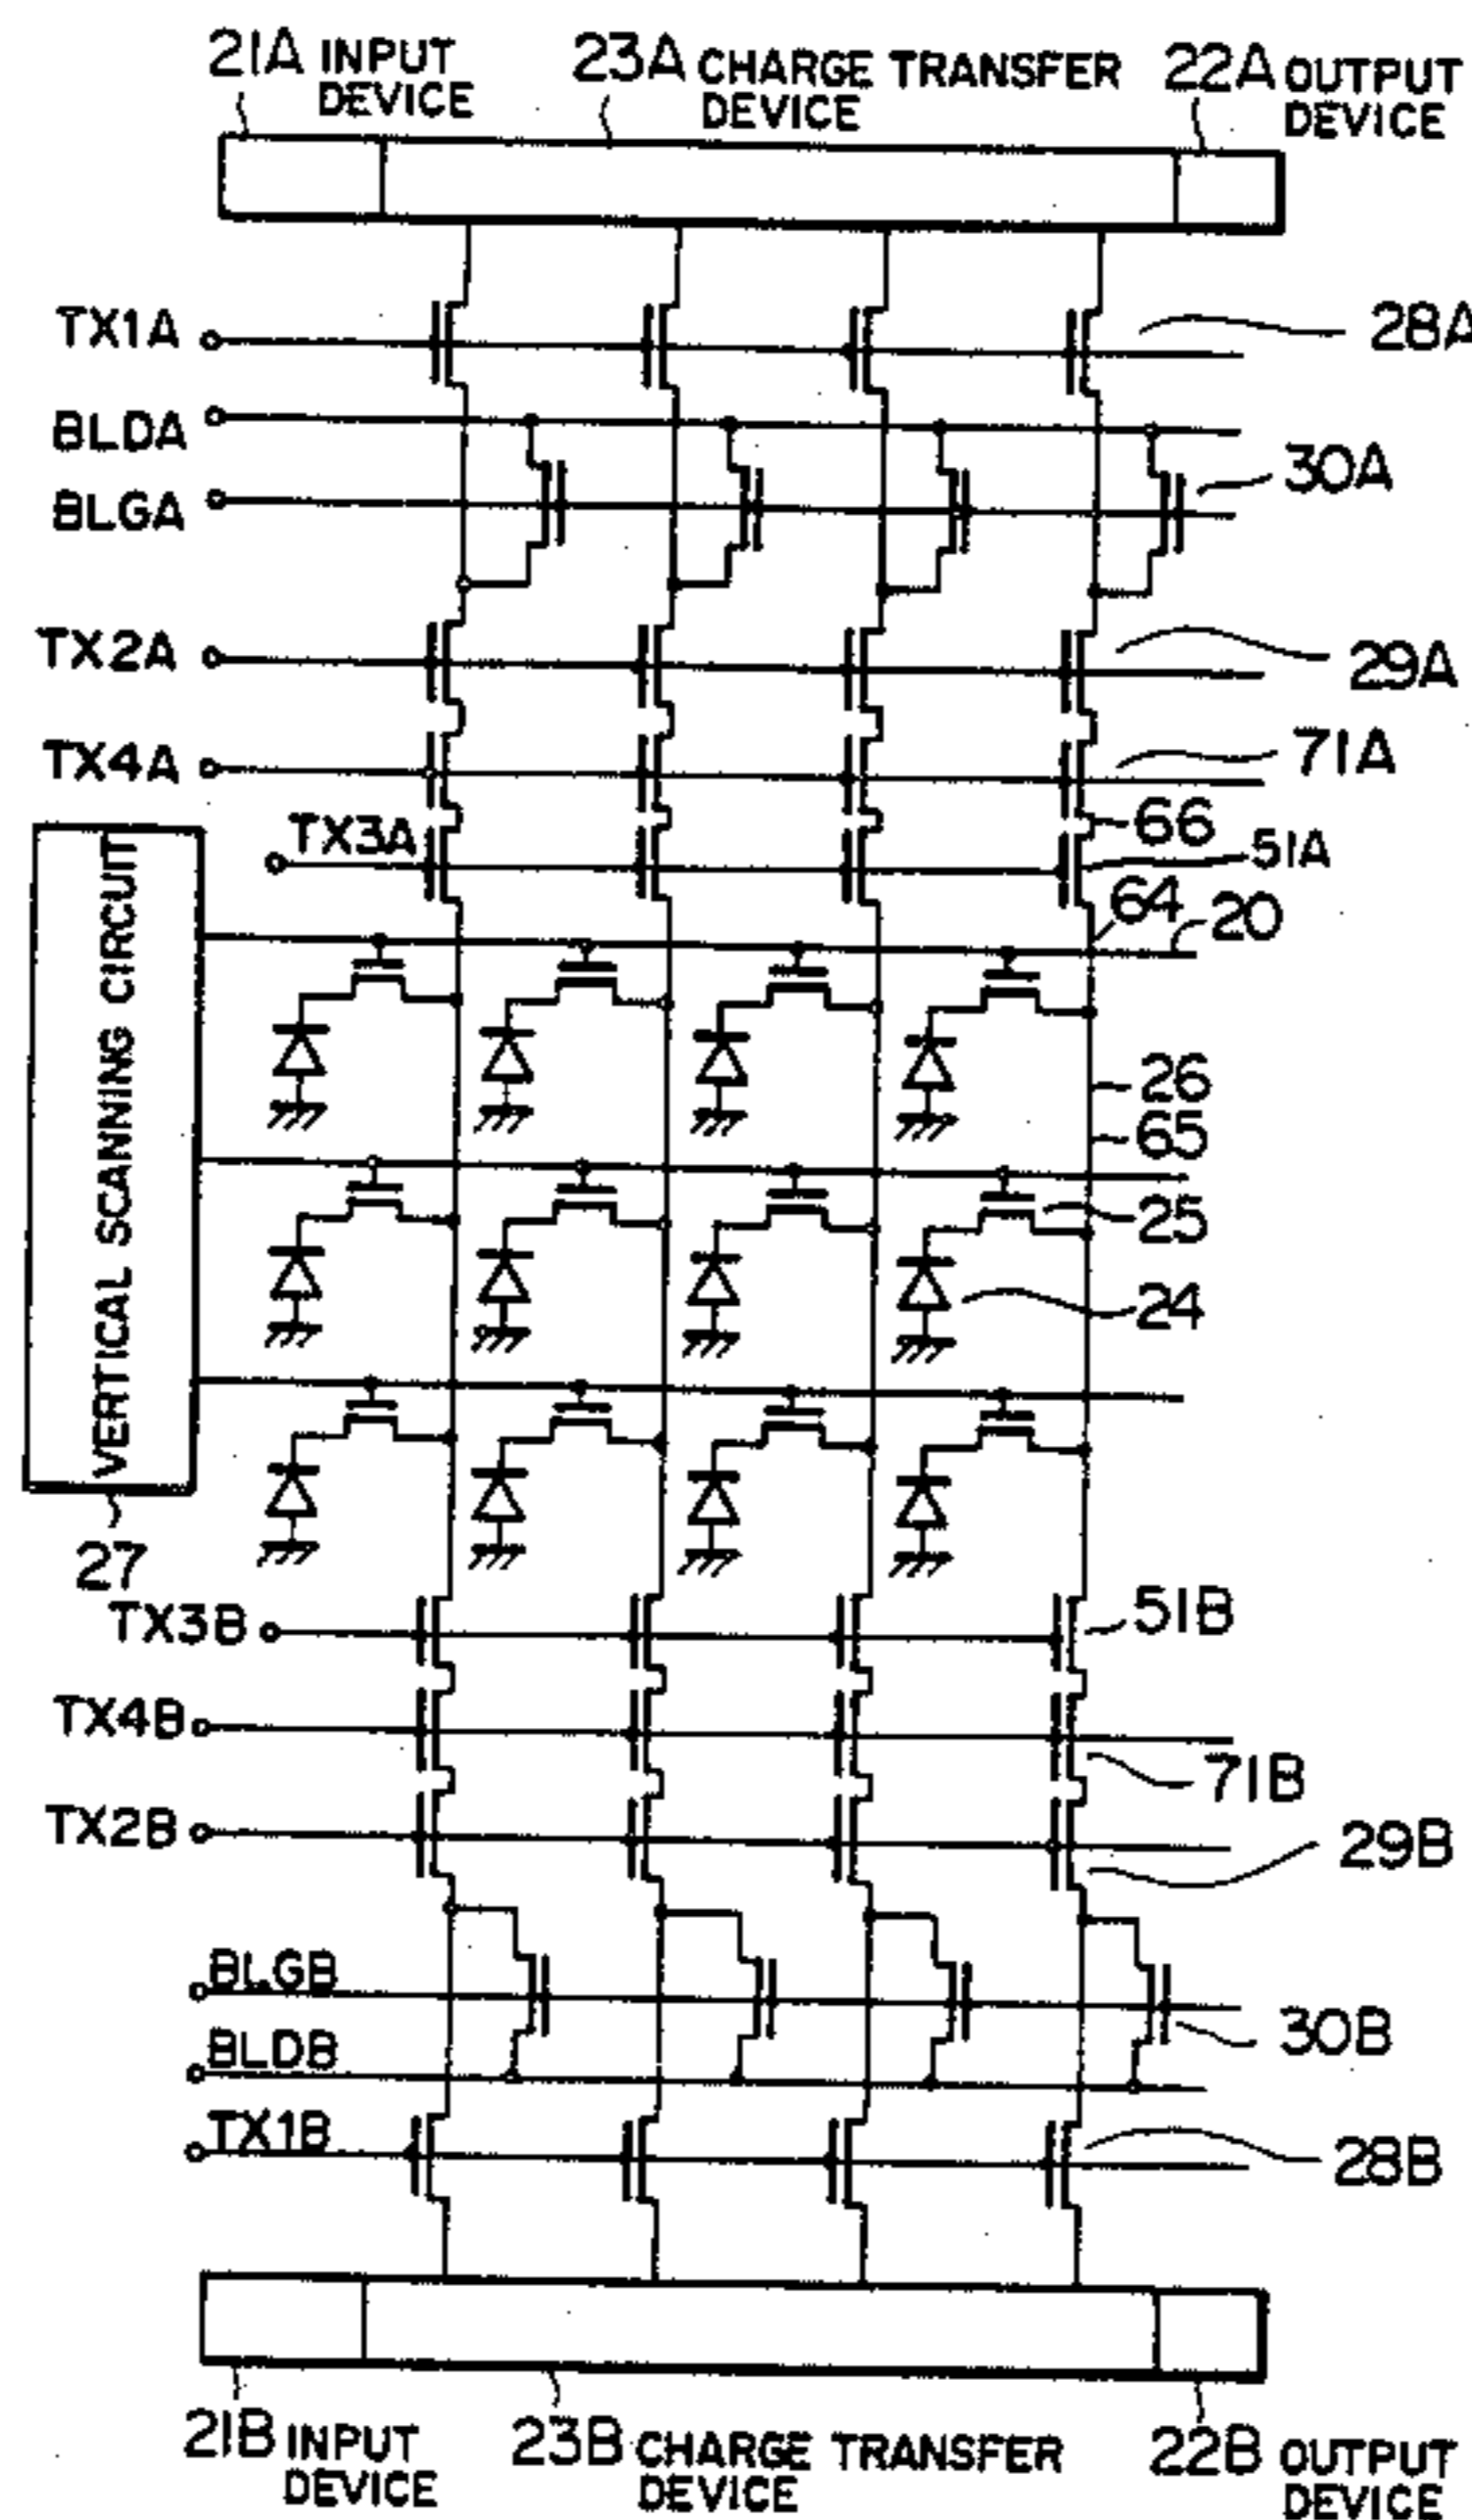 21A INPUT DEVICE
23A CHARGE TRANSFER DEVICE
22A OUTPUT DEVICE
TX1A
28A
BLDA
30A
BLGA
TX2A
29A
TX4A
71A
66
TX3A
51A
64
20
VERTICAL SCANNING CIRCUIT
26
65
25
24
27
51B
TX3B
TX4B
71B
TX2B
29B
BLGB
30B
BLDB
TX1B
28B
21B INPUT DEVICE
23B CHARGE TRANSFER DEVICE
22B OUTPUT DEVICE